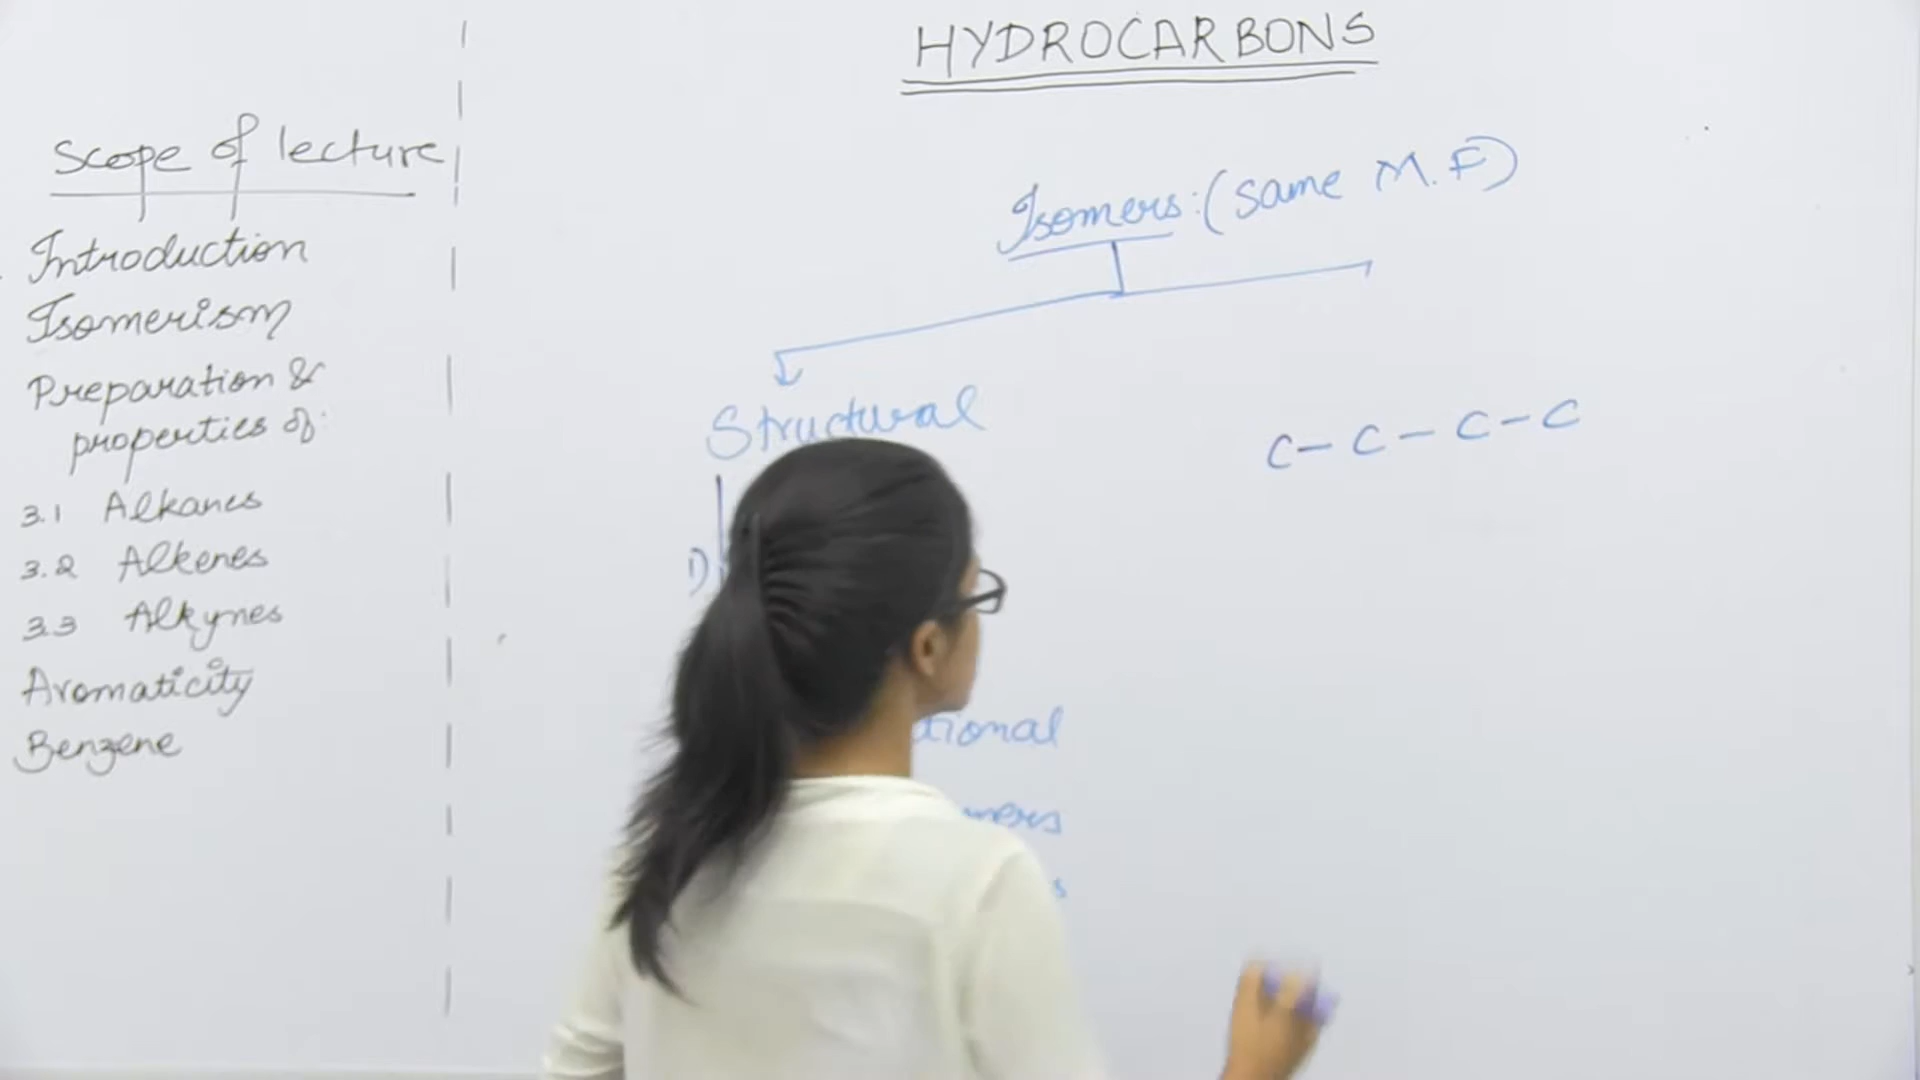 HYDROCARBONS
Scope of lecture
Introduction
Isomerism
Preparation &
properties of:
3.1 Alkanes
3.2 Alkenes
3.3 Alkynes
Aromaticity
Benzene
Isomers: (same M.F)
Structural
C - C - C - C
1)